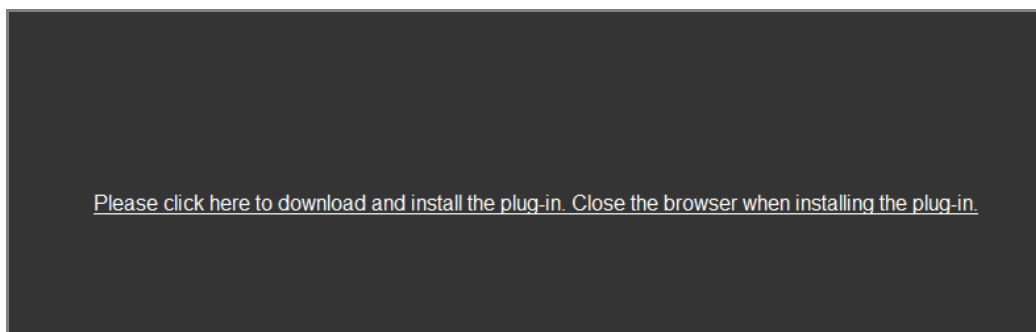 Please click here to download and install the plug-in. Close the browser when installing the plug-in.